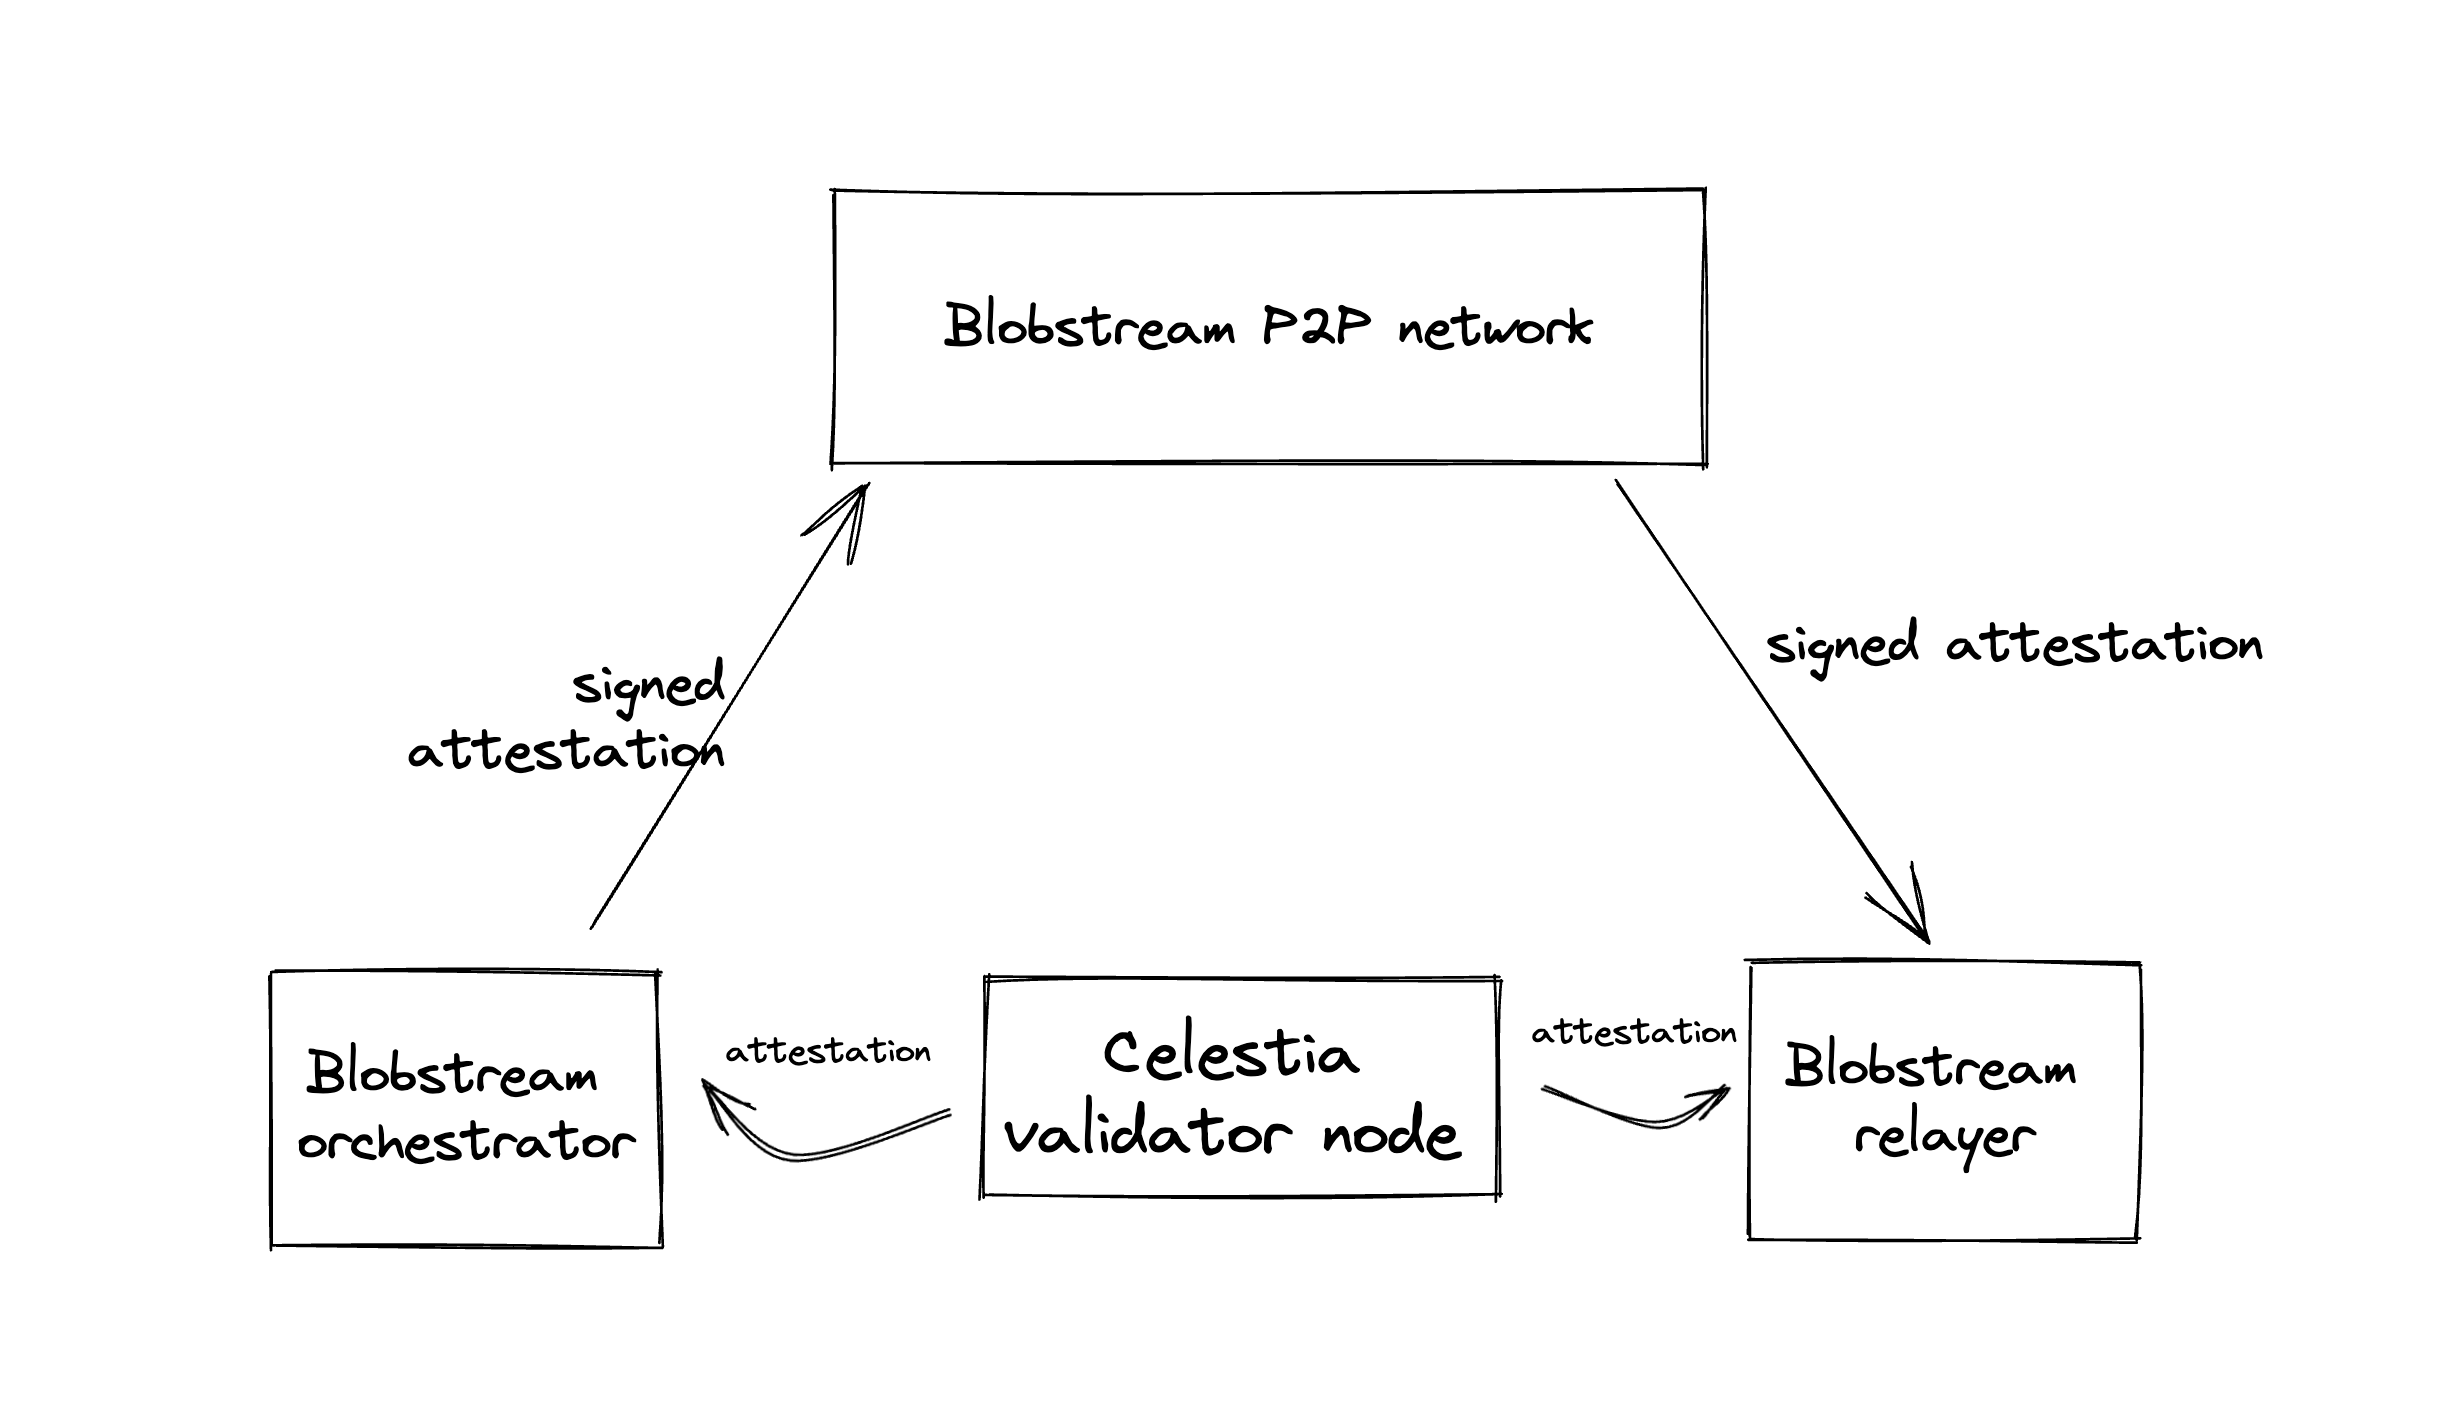 Blobstream P2P network
signed
attestation
signed attestation
Blobstream
orchestrator
attestation
Celestia
validator node
attestation
Blobstream
relayer